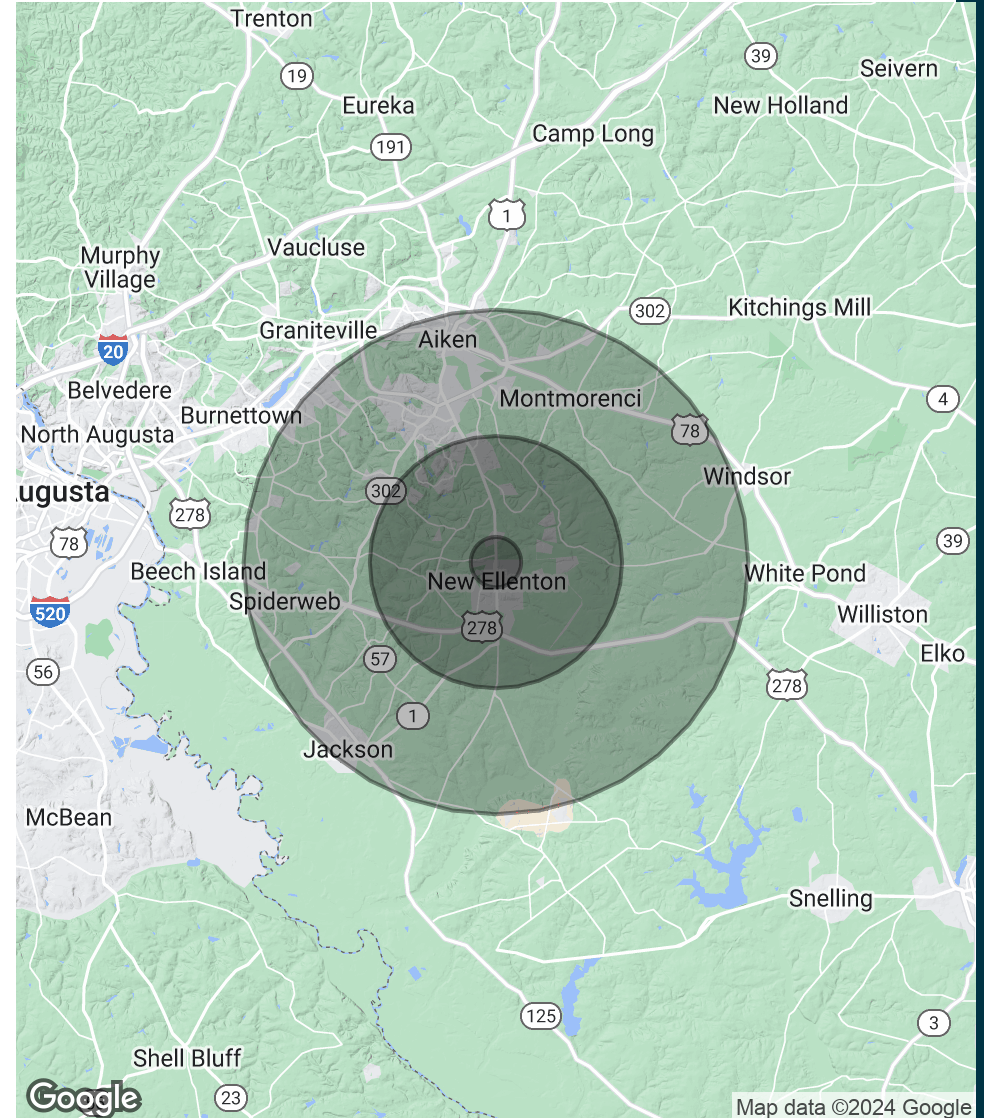 Trenton
39
Seivern
19
Eureka
New Holland
Camp Long
191
1
Murphy
Village
Vaucluse
302
Kitchings Mill
Graniteville
Aiken
20
Belvedere
Montmorenci
4
Burnettown
78
North Augusta
Windsor
ugusta
302
278
78
39
Beech Island
New Ellenton
White Pond
Spiderweb
520
Williston
278
Elko
57
56
278
1
Jackson
McBean
Snelling
125
3
Shell Bluff
Google
23
Map data ©2024 Google